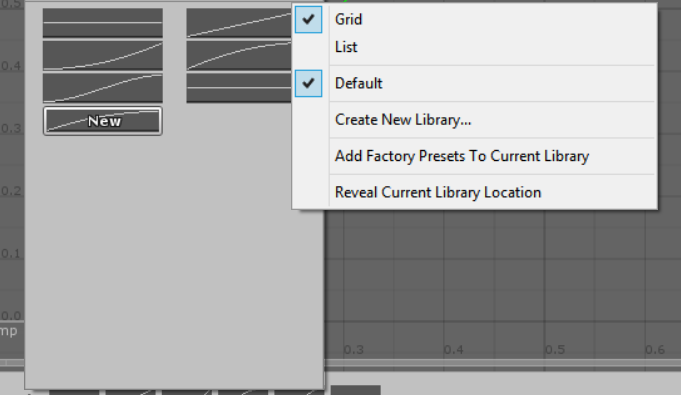 0.5
Grid
List
0.4
Default
New
Create New Library...
0.3
Add Factory Presets To Current Library
0.2
Reveal Current Library Location
0.1
0.0
mp
0.3 0.4 0.5 0.6